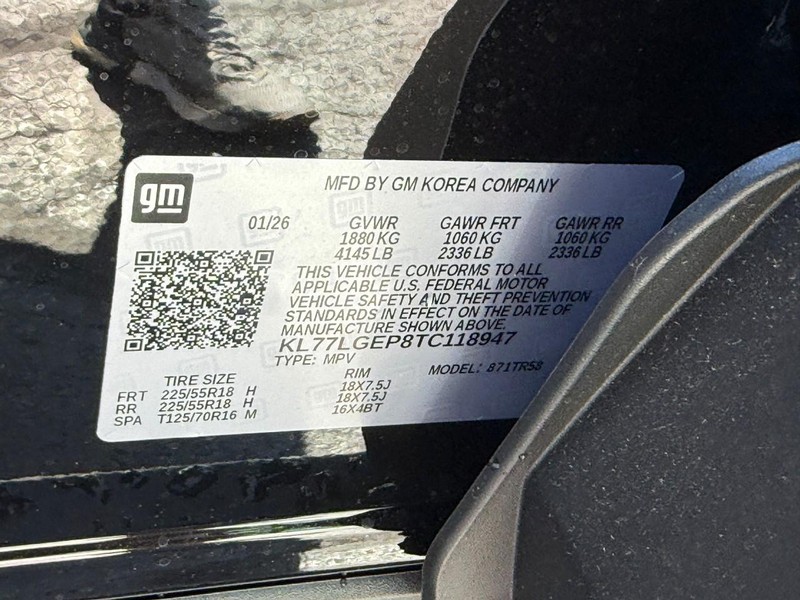 gm
MFD BY GM KOREA COMPANY
01/26 GVWR GAWR FRT GAWR RR
1880 KG 1060 KG 1060 KG
4145 LB 2336 LB 2336 LB
THIS VEHICLE CONFORMS TO ALL
APPLICABLE U.S. FEDERAL MOTOR
VEHICLE SAFETY AND THEFT PREVENTION
STANDARDS IN EFFECT ON THE DATE OF
MANUFACTURE SHOWN ABOVE.
KL77LGEP8TC118947
TYPE: MPV MODEL: 871TR58
TIRE SIZE RIM
FRT 225/55R18 H 18X7.5J
RR 225/55R18 H 18X7.5J
SPA T125/70R16 M 16X4BT